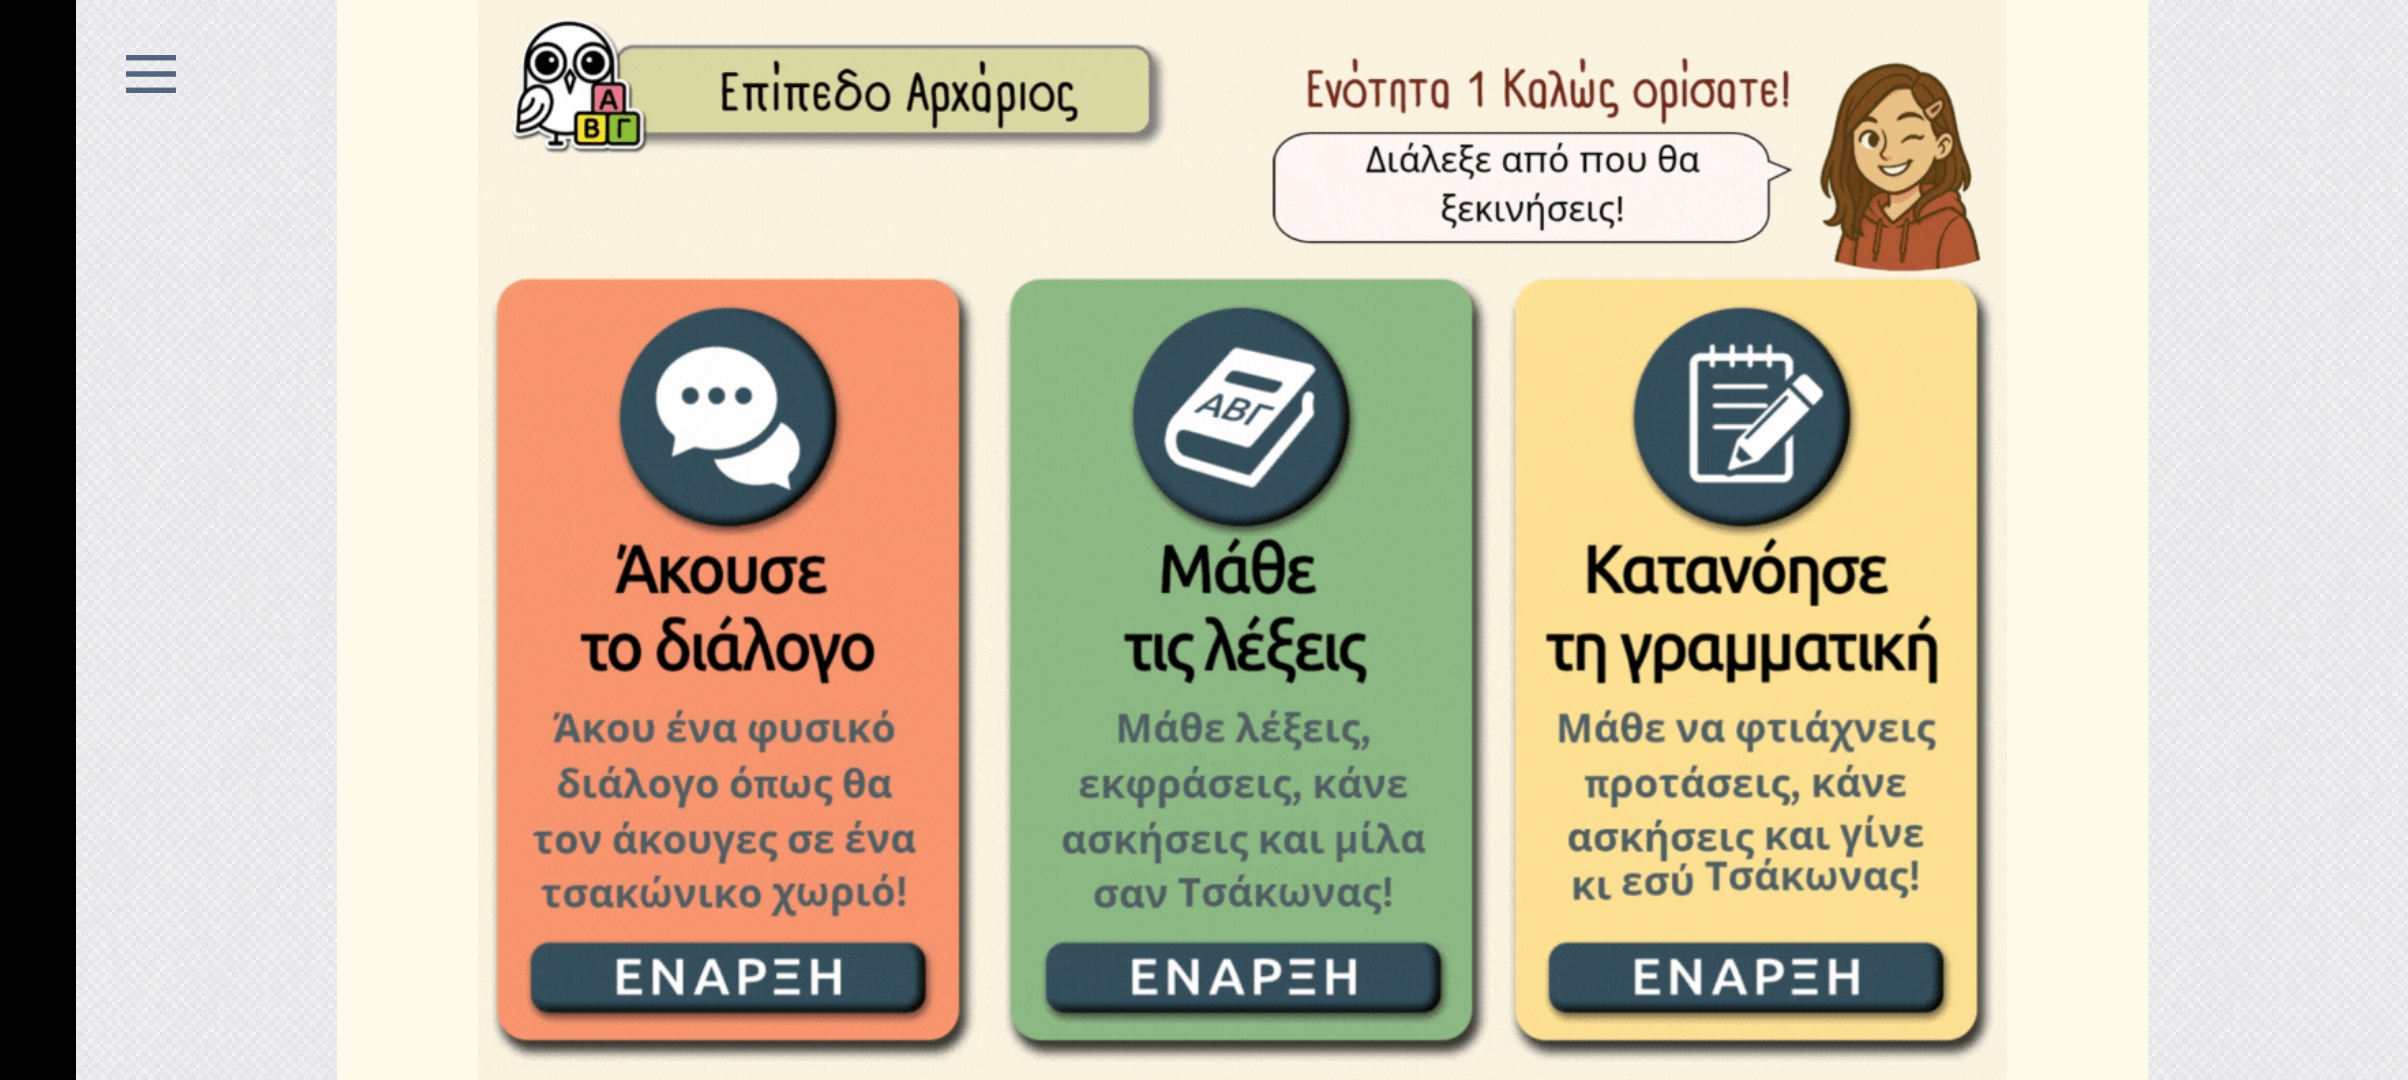 Επίπεδο Αρχάριος
Α
Β Γ
Ενότητα 1 Καλώς ορίσατε!
Διάλεξε από που θα
ξεκινήσεις!
Άκουσε
το διάλογο
Άκου ένα φυσικό
διάλογο όπως θα
τον άκουγες σε ένα
τσακώνικο χωριό!
ΕΝΑΡΞΗ
ΑΒΓ
Μάθε
τις λέξεις
Μάθε λέξεις,
εκφράσεις, κάνε
ασκήσεις και μίλα
σαν Τσάκωνας!
ΕΝΑΡΞΗ
Κατανόησε
τη γραμματική
Μάθε να φτιάχνεις
προτάσεις, κάνε
ασκήσεις και γίνε
κι εσύ Τσάκωνας!
ΕΝΑΡΞΗ